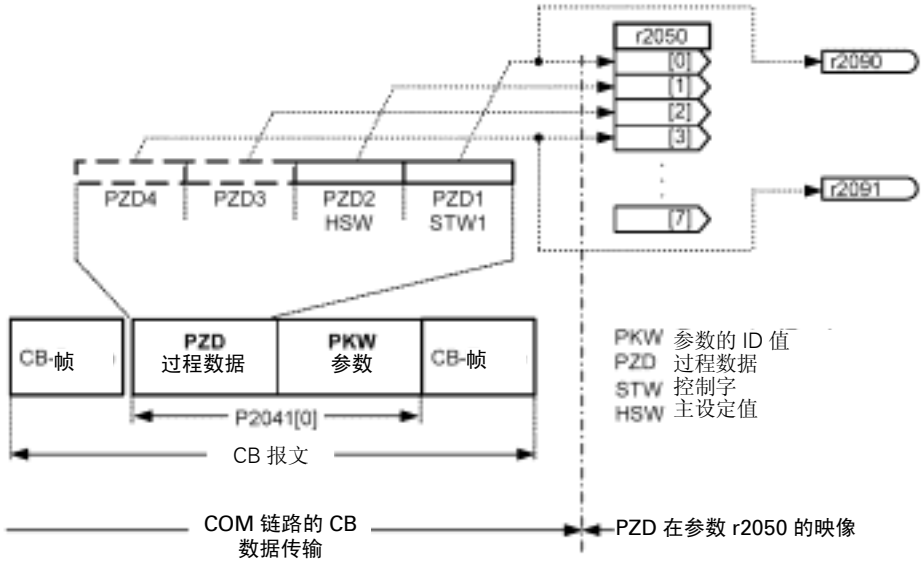 r2050
[0]
r2090
[1]
[2]
[3]
PZD4
PZD3
PZD2
HSW
PZD1
STW1
r2091
[7]
CB-帧
PZD
过程数据
PKW
参数
CB-帧
P2041[0]
CB 报文
PKW 参数的 ID 值
PZD 过程数据
STW 控制字
HSW 主设定值
COM 链路的 CB
数据传输
PZD 在参数 r2050 的映像